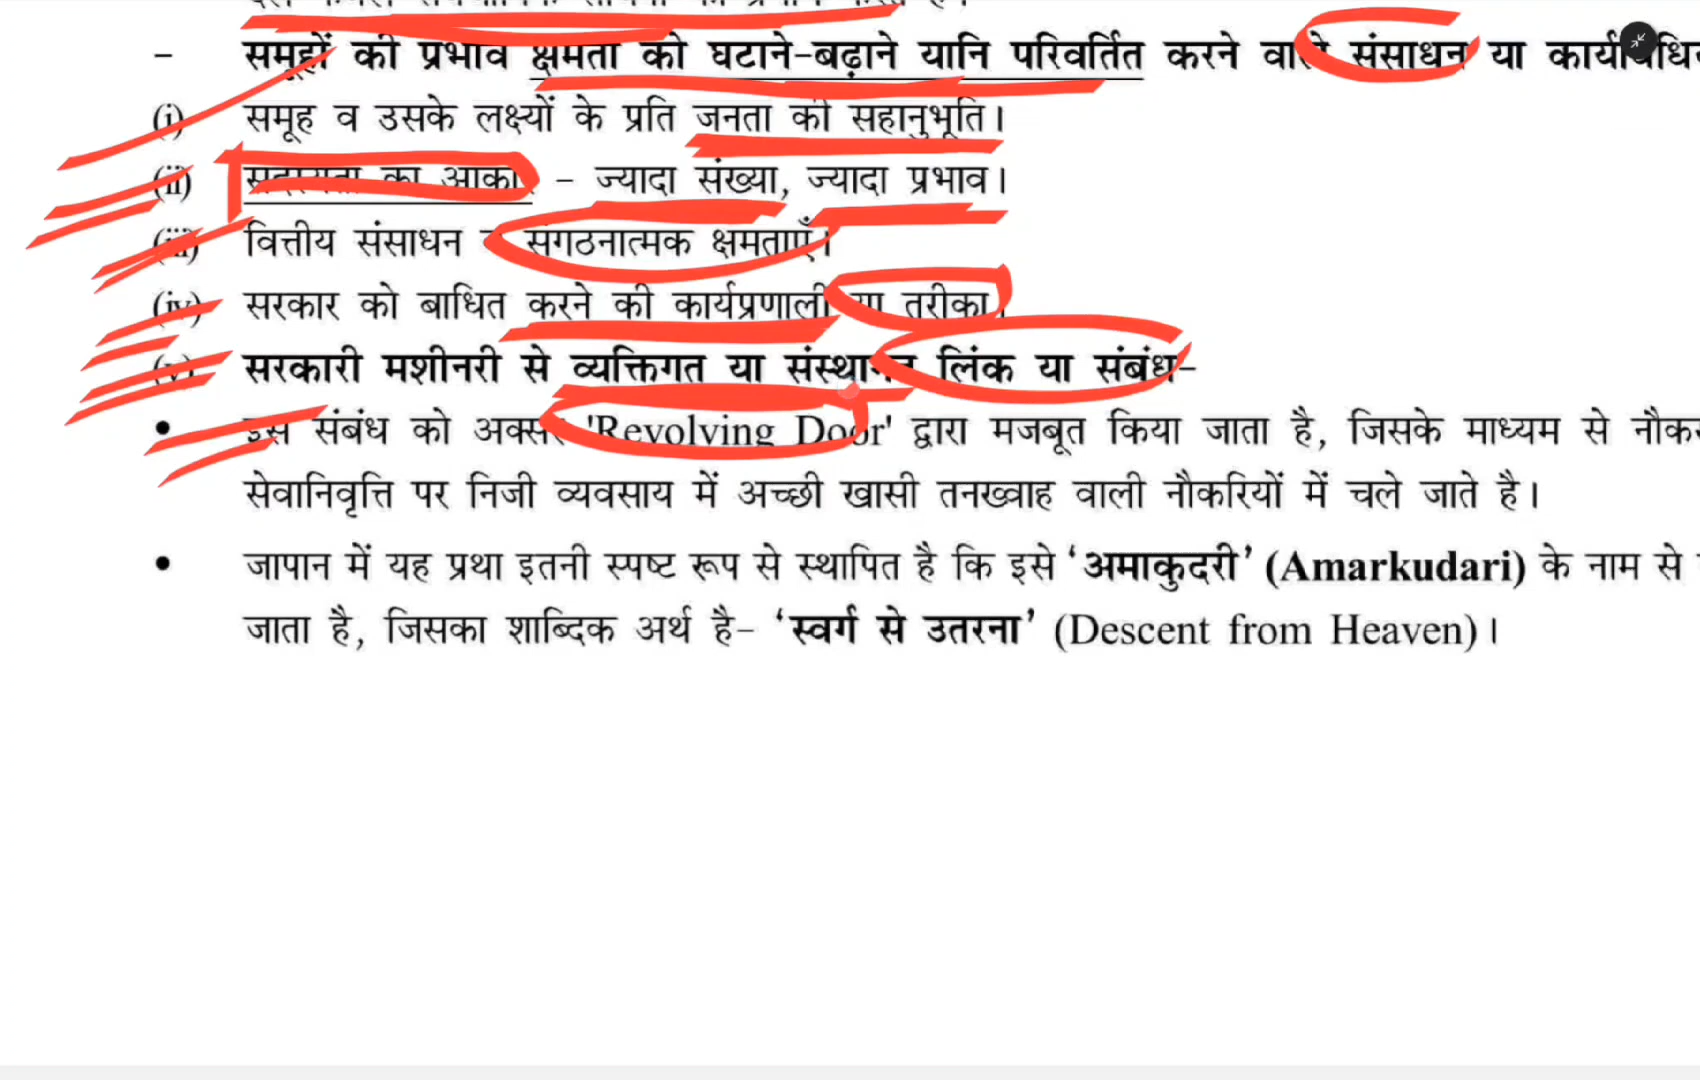 - समूहों की प्रभाव क्षमता को घटाने-बढ़ाने यानि परिवर्तित करने वाले संसाधन या
(i) समूह व उसके लक्ष्यों के प्रति जनता की सहानुभूति।
(ii) सदस्यता का आकार - ज्यादा संख्या, ज्यादा प्रभाव।
(iii) वित्तीय संसाधन संगठनात्मक क्षमताएँ।
(iv) सरकार को बाधित करने की कार्यप्रणाली या तरीका।
(v) सरकारी मशीनरी से व्यक्तिगत या संस्थागत लिंक या संबंध-
• इस संबंध को अक्सर 'Revolving Door' द्वारा मजबूत किया जाता है, जिसके माध्यम से
सेवानिवृत्ति पर निजी व्यवसाय में अच्छी खासी तनख्वाह वाली नौकरियों में चले जाते है।
• जापान में यह प्रथा इतनी स्पष्ट रूप से स्थापित है कि इसे ‘अमाकुदरी’ (Amarkudari) के नाम से
जाता है, जिसका शाब्दिक अर्थ है- ‘स्वर्ग से उतरना’ (Descent from Heaven)।